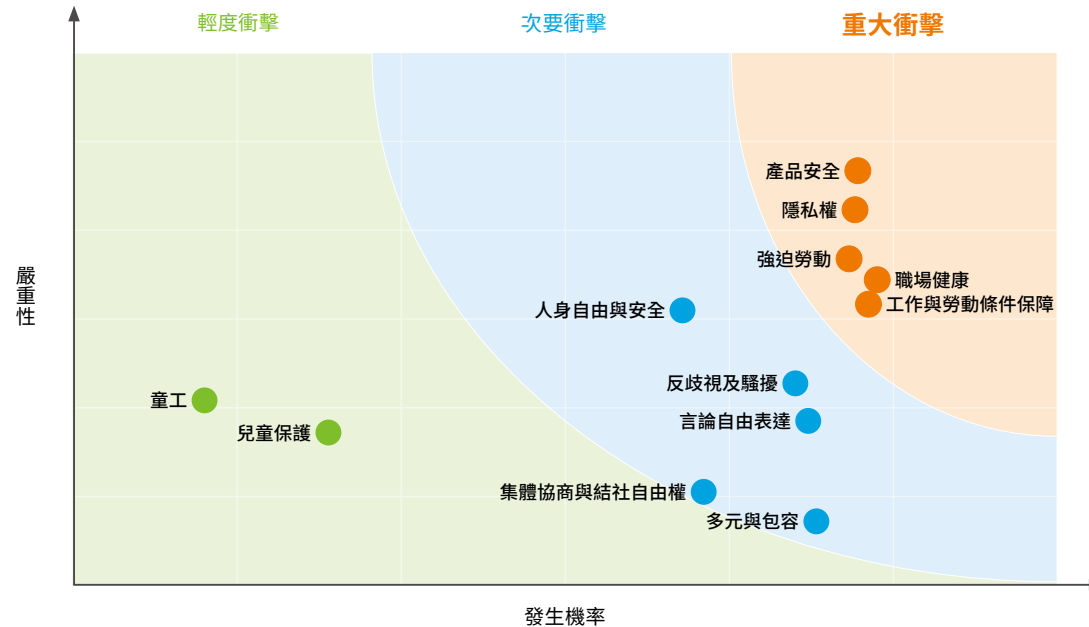 輕度衝擊
次要衝擊
重大衝擊
產品安全
隱私權
強迫勞動
職場健康
工作與勞動條件保障
人身自由與安全
嚴重性
反歧視及騷擾
童工
言論自由表達
兒童保護
集體協商與結社自由權
多元與包容
發生機率